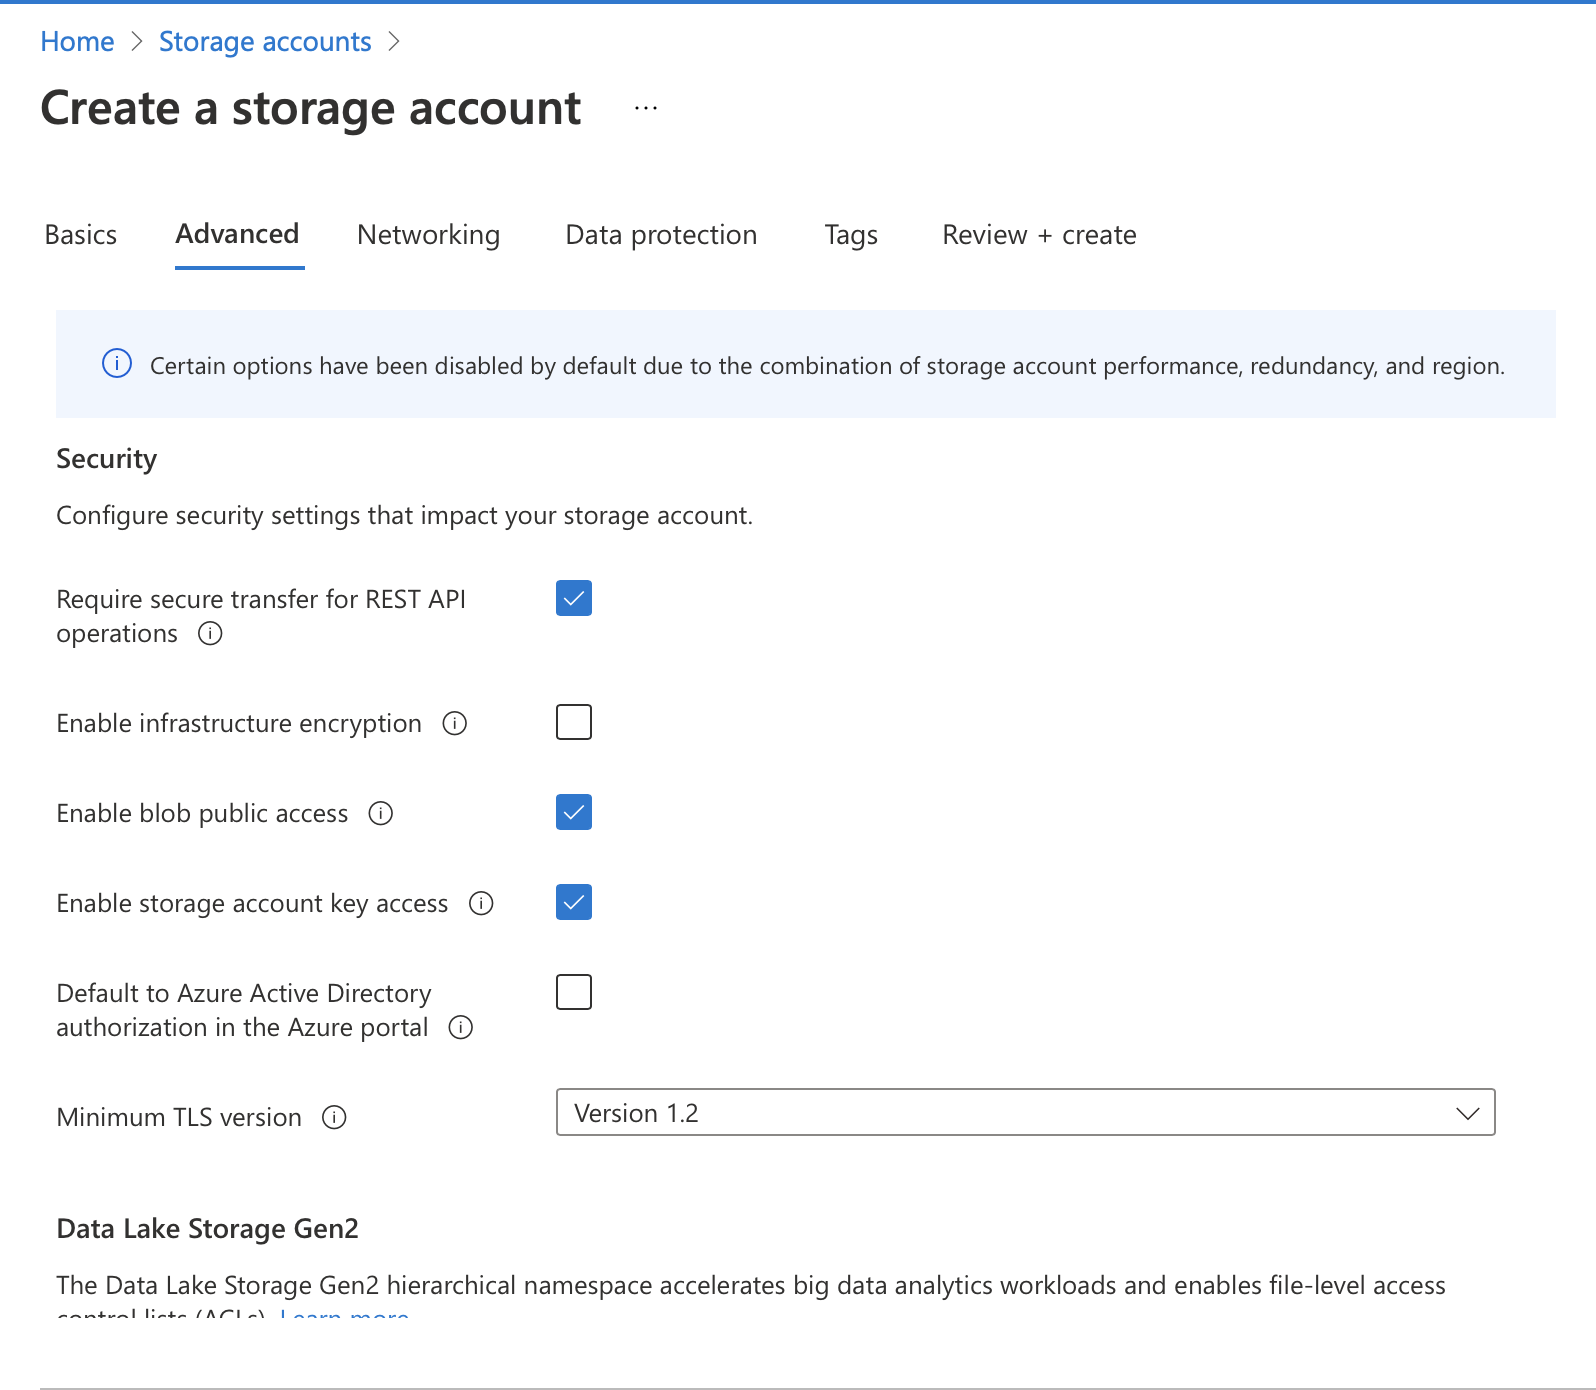 Home > Storage accounts >
Create a storage account ...
Basics Advanced Networking Data protection Tags Review + create
Certain options have been disabled by default due to the combination of storage account performance, redundancy, and region.
Security
Configure security settings that impact your storage account.
Require secure transfer for REST API
operations
Enable infrastructure encryption
Enable blob public access
Enable storage account key access
Default to Azure Active Directory
authorization in the Azure portal
Minimum TLS version
Version 1.2
Data Lake Storage Gen2
The Data Lake Storage Gen2 hierarchical namespace accelerates big data analytics workloads and enables file-level access
control lists (ACLs). Learn more